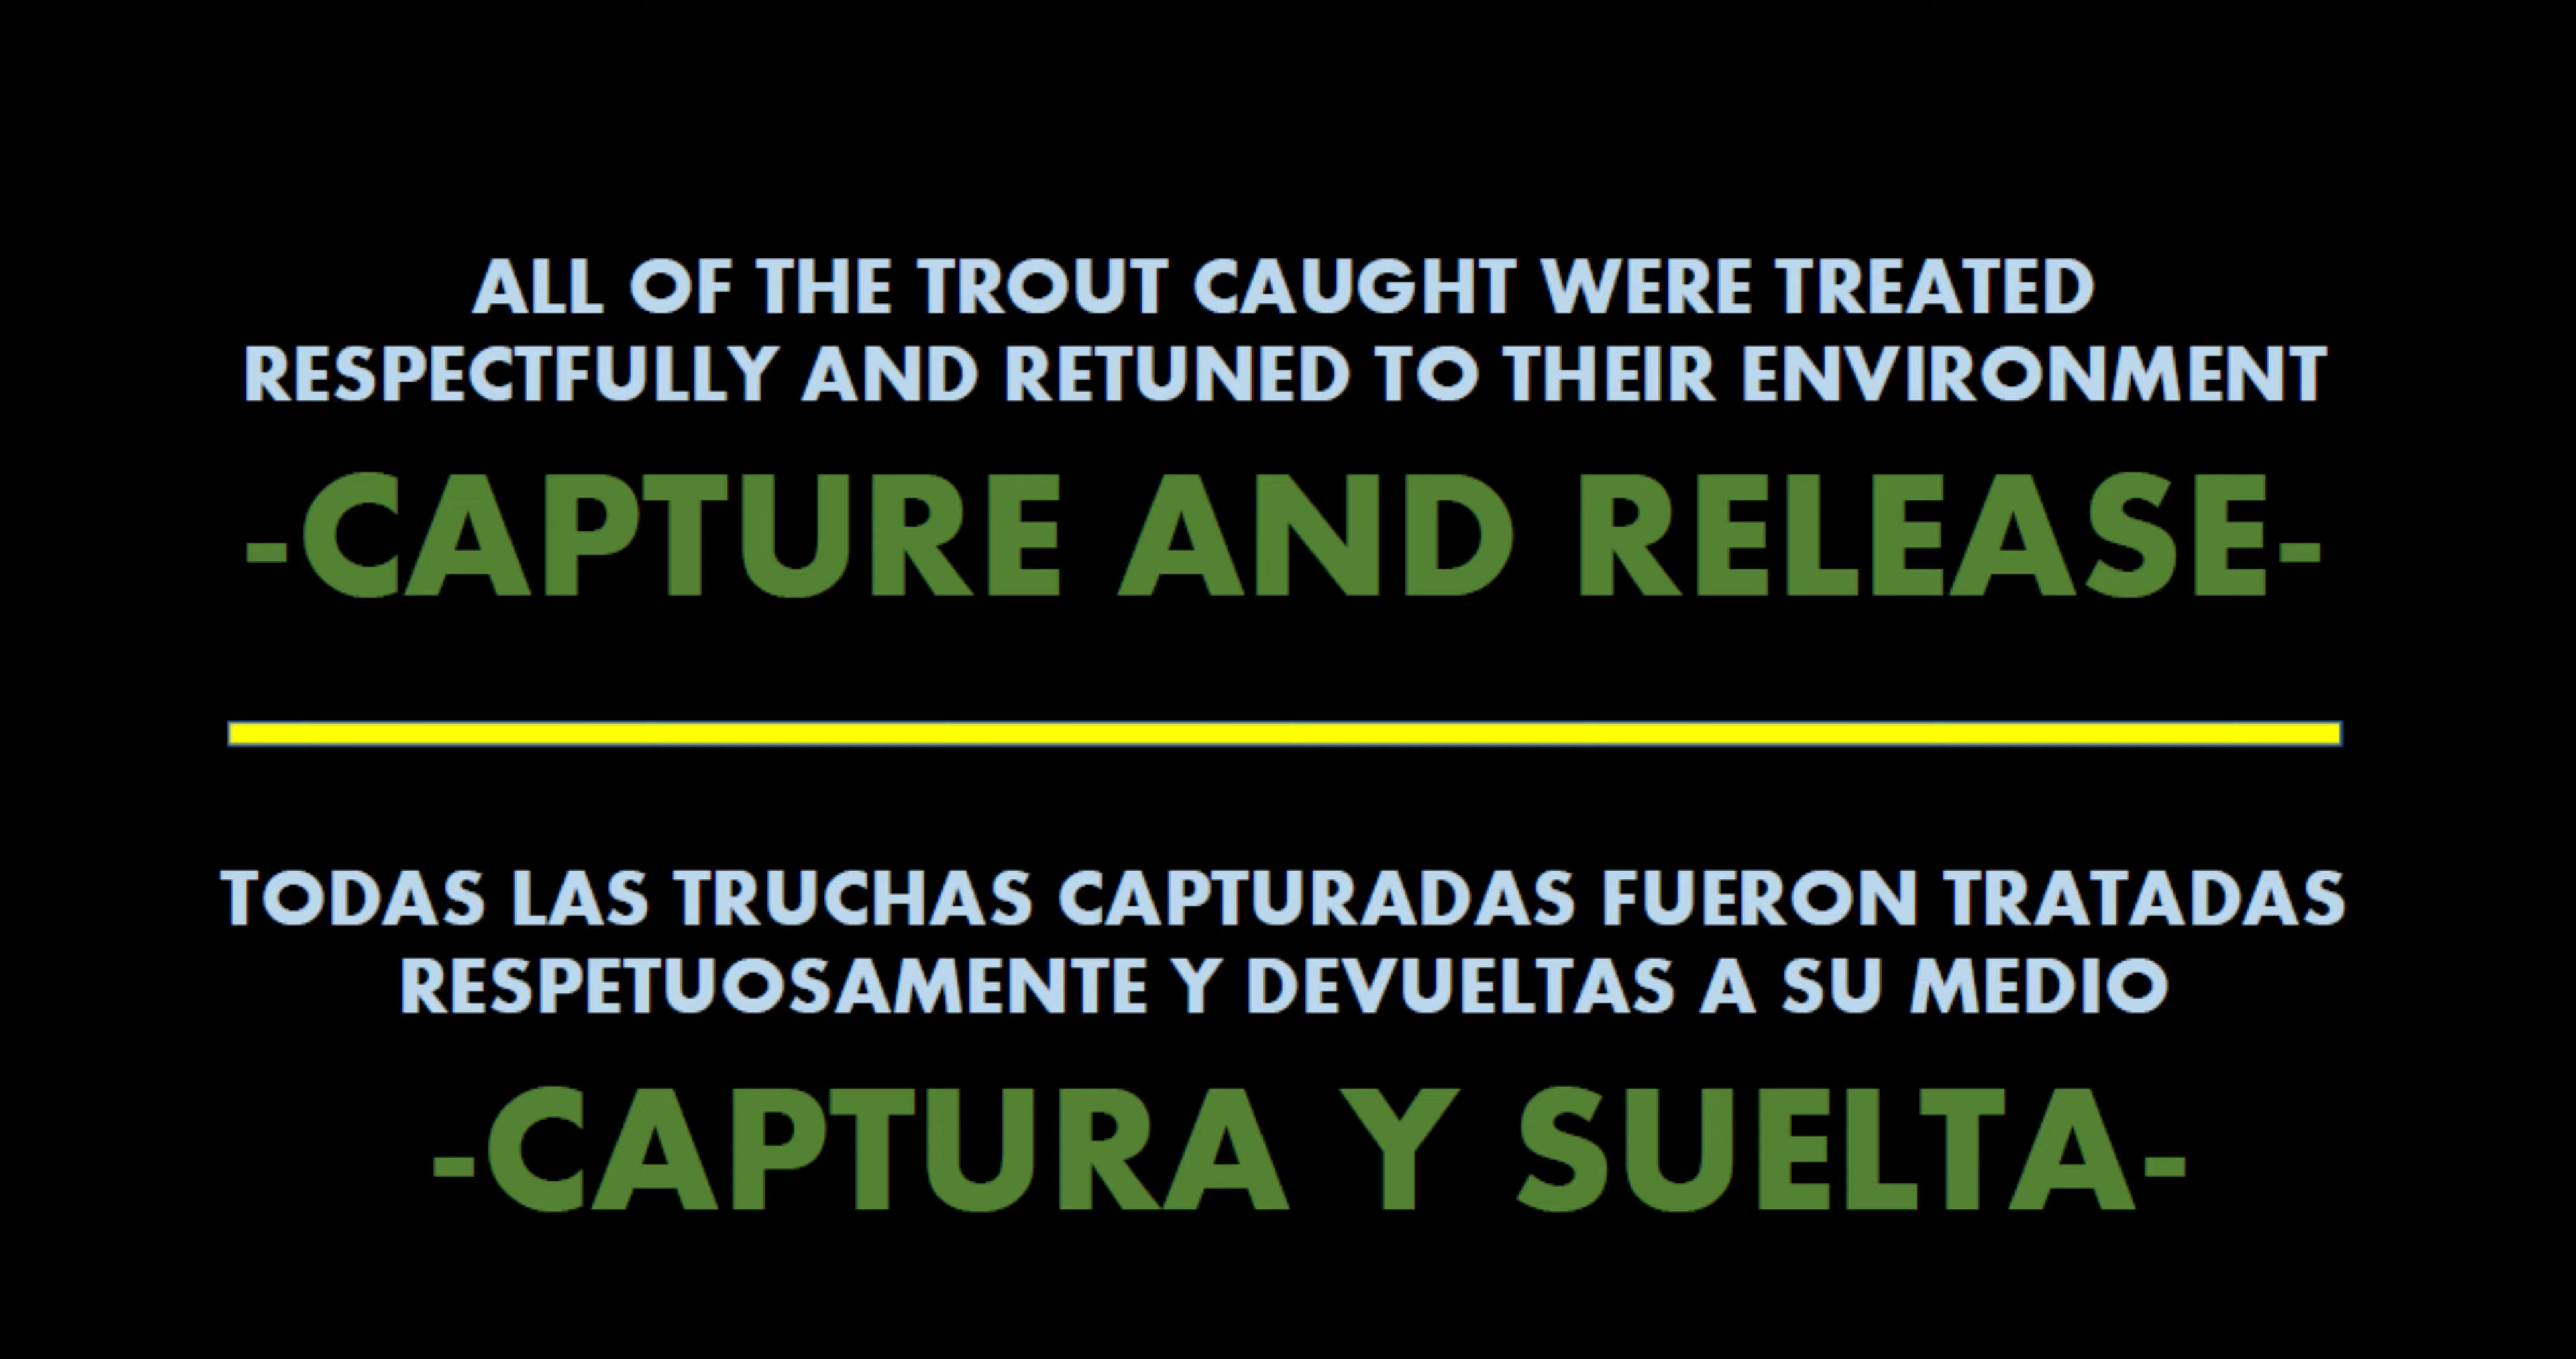 ALL OF THE TROUT CAUGHT WERE TREATED
RESPECTFULLY AND RETUNED TO THEIR ENVIRONMENT
-CAPTURE AND RELEASE-
TODAS LAS TRUCHAS CAPTURADAS FUERON TRATADAS
RESPETUOSAMENTE Y DEVUELTAS A SU MEDIO
-CAPTURA Y SUELTA-